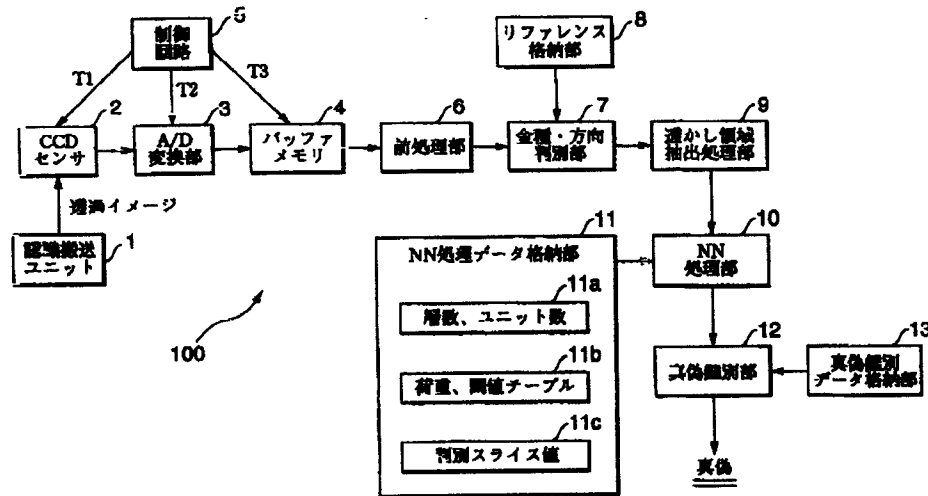 5
制御
回路
T1
T2
T3
2
CCD
センサ
3
A/D
変換部
4
バッファ
メモリ
6
前処理部
8
リファレンス
格納部
7
金種・方向
判別部
9
透かし領域
抽出処理部
透過イメージ
1
認識搬送
ユニット
100
11
NN処理データ格納部
11a
層数、ユニット数
11b
荷重、閾値テーブル
11c
判別スライス値
10
NN
処理部
12
真偽鑑別部
13
真偽鑑別
データ格納部
真偽